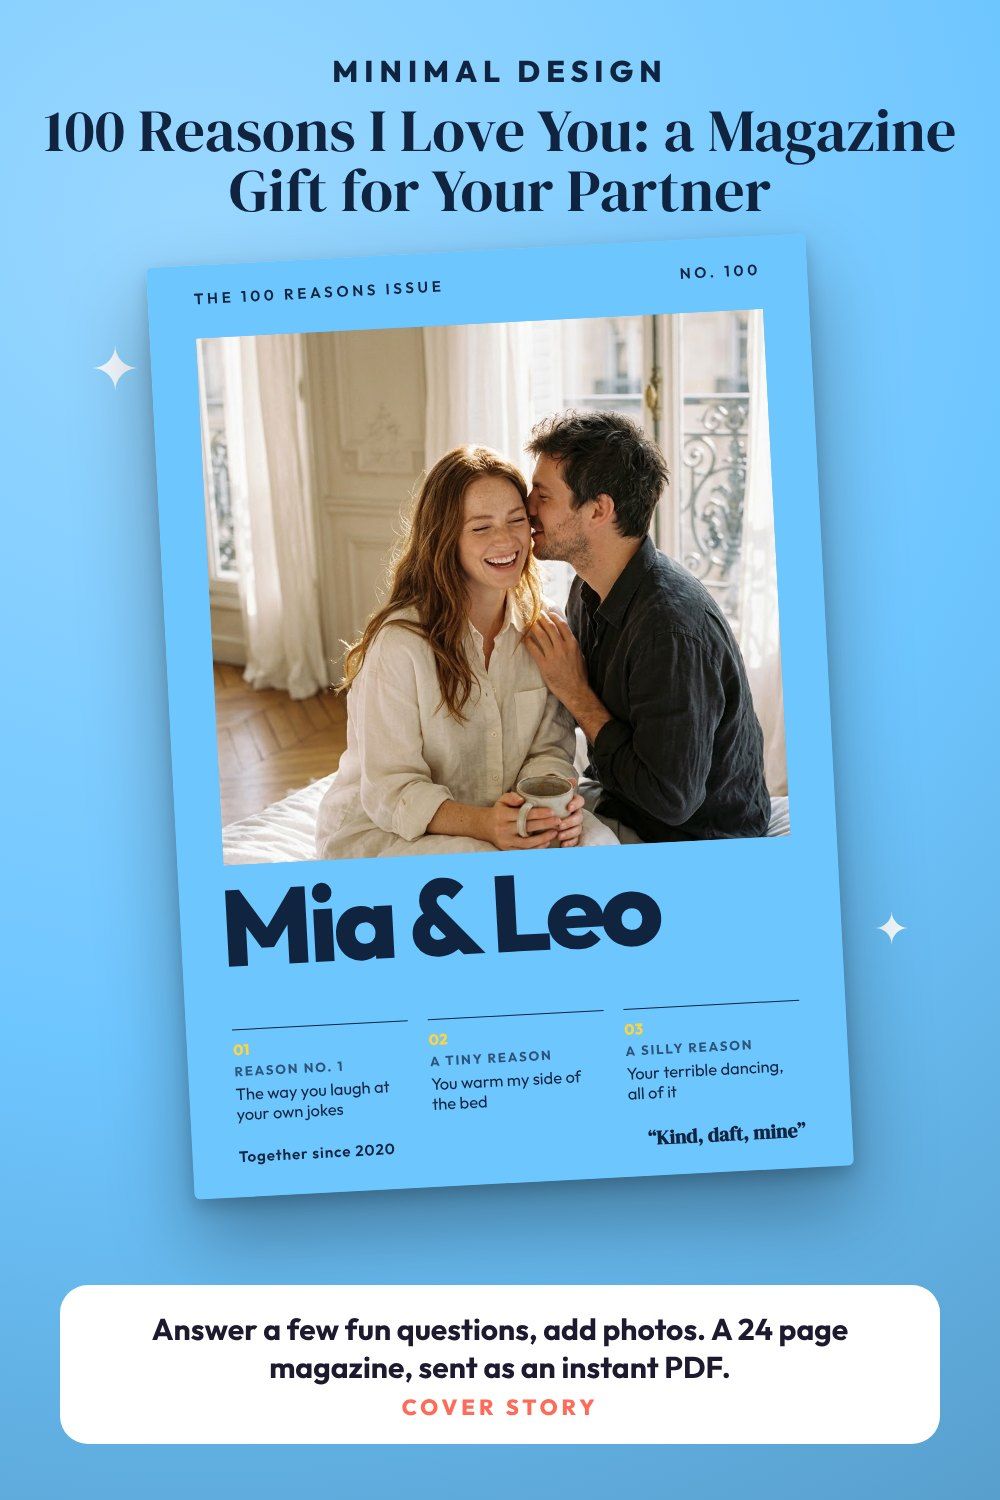 MINIMAL DESIGN
100 Reasons I Love You: a Magazine
Gift for Your Partner
THE 100 REASONS ISSUE
NO. 100
Mia & Leo
01
REASON NO. 1
The way you laugh at
your own jokes
02
A TINY REASON
You warm my side of
the bed
03
A SILLY REASON
Your terrible dancing,
all of it
Together since 2020
“Kind, daft, mine”
Answer a few fun questions, add photos. A 24 page
magazine, sent as an instant PDF.
COVER STORY